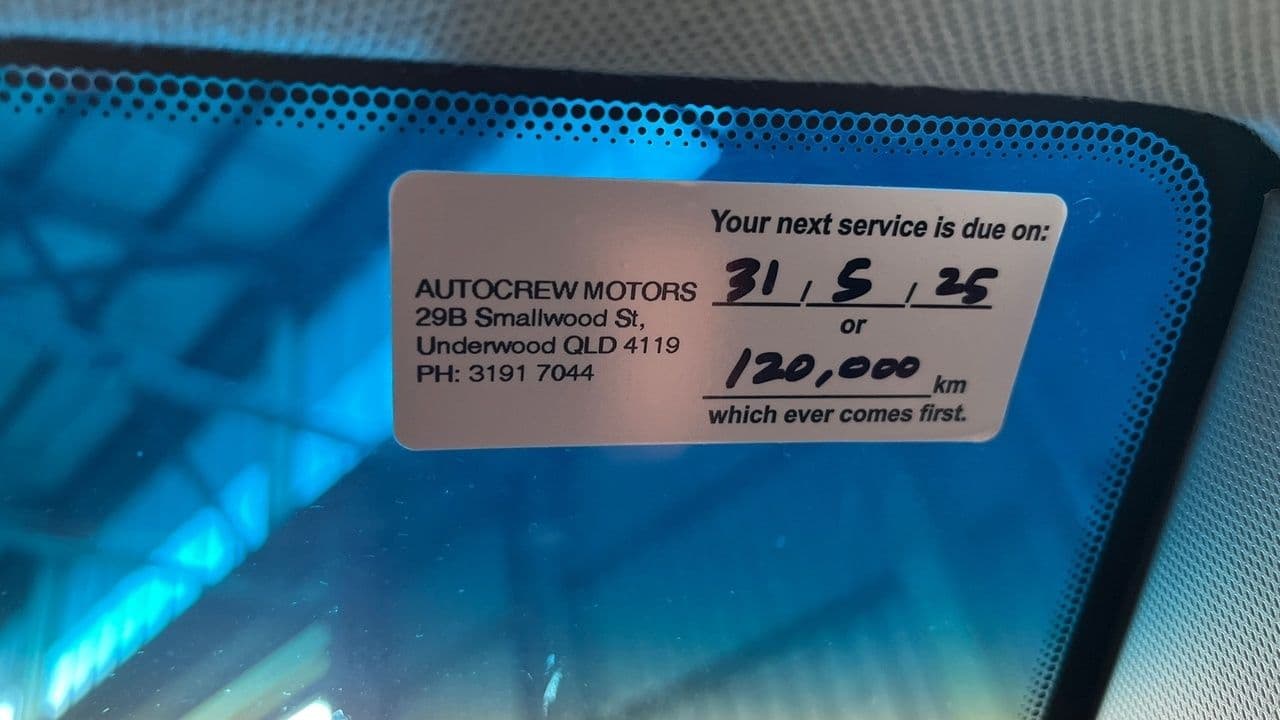 AUTOCREW MOTORS
29B Smallwood St,
Underwood QLD 4119
PH: 3191 7044
Your next service is due on:
31 / 5 / 25
or
120,000 km
which ever comes first.